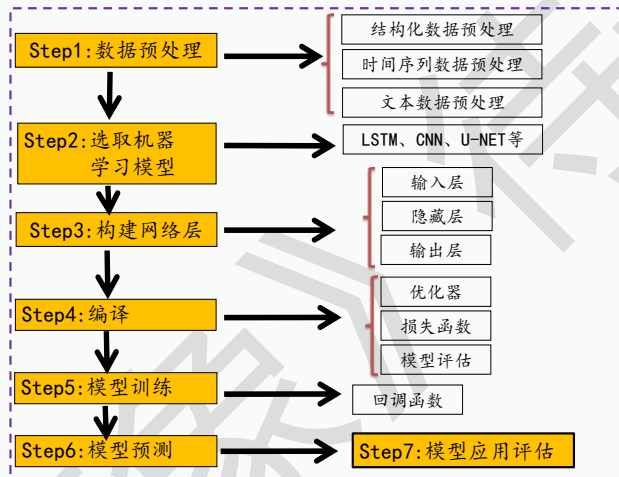 Step1:数据预处理
结构化数据预处理
时间序列数据预处理
文本数据预处理
Step2:选取机器
学习模型
LSTM、CNN、U-NET等
Step3:构建网络层
输入层
隐藏层
输出层
Step4:编译
优化器
损失函数
模型评估
Step5:模型训练
回调函数
Step6:模型预测
Step7:模型应用评估